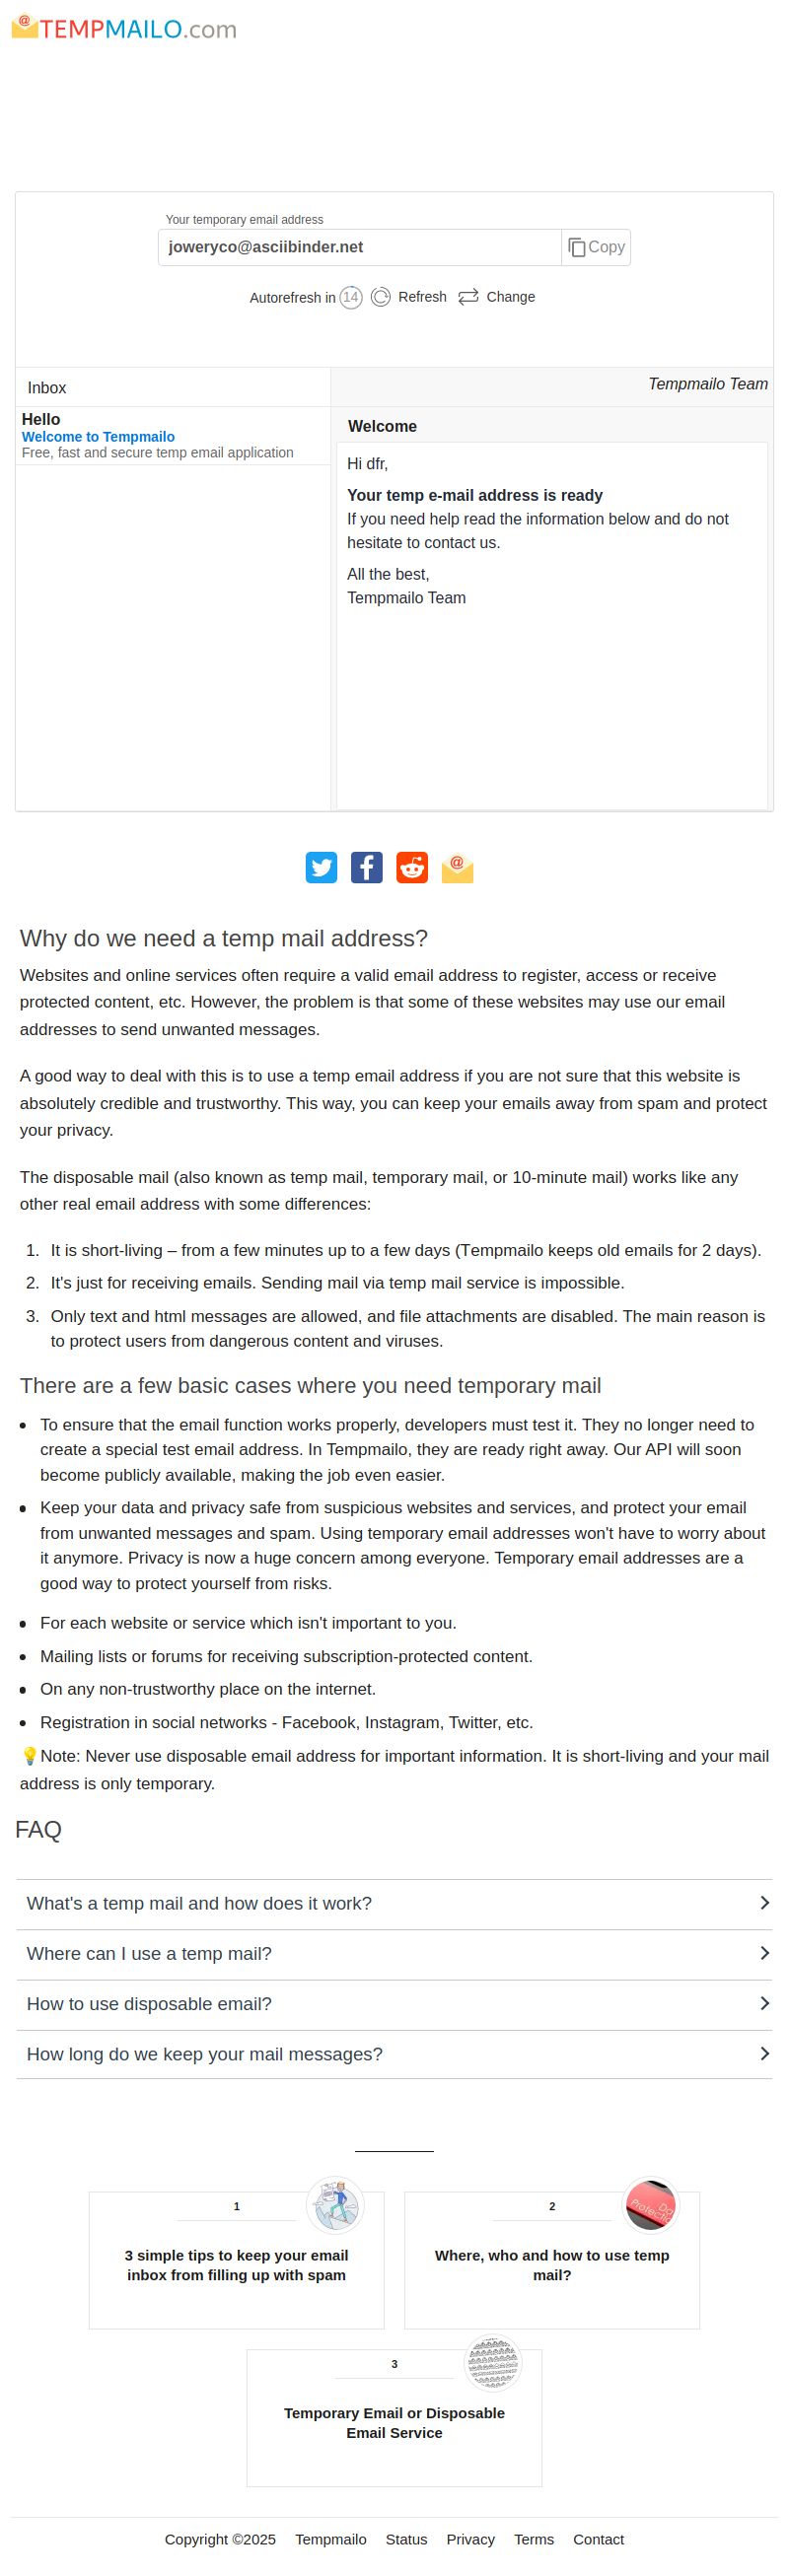 TEMPMAILO.com
Your temporary email address
joweryco@asciibinder.net
Copy
Autorefresh in 14 Refresh Change
Inbox
Tempmailo Team
Hello
Welcome to Tempmailo
Free, fast and secure temp email application
Welcome
Hi dfr,
Your temp e-mail address is ready
If you need help read the information below and do not
hesitate to contact us.
All the best,
Tempmailo Team
Why do we need a temp mail address?
Websites and online services often require a valid email address to register, access or receive
protected content, etc. However, the problem is that some of these websites may use our email
addresses to send unwanted messages.
A good way to deal with this is to use a temp email address if you are not sure that this website is
absolutely credible and trustworthy. This way, you can keep your emails away from spam and protect
your privacy.
The disposable mail (also known as temp mail, temporary mail, or 10-minute mail) works like any
other real email address with some differences:
1. It is short-living – from a few minutes up to a few days (Tempmailo keeps old emails for 2 days).
2. It's just for receiving emails. Sending mail via temp mail service is impossible.
3. Only text and html messages are allowed, and file attachments are disabled. The main reason is
to protect users from dangerous content and viruses.
There are a few basic cases where you need temporary mail
• To ensure that the email function works properly, developers must test it. They no longer need to
create a special test email address. In Tempmailo, they are ready right away. Our API will soon
become publicly available, making the job even easier.
• Keep your data and privacy safe from suspicious websites and services, and protect your email
from unwanted messages and spam. Using temporary email addresses won't have to worry about
it anymore. Privacy is now a huge concern among everyone. Temporary email addresses are a
good way to protect yourself from risks.
• For each website or service which isn't important to you.
• Mailing lists or forums for receiving subscription-protected content.
• On any non-trustworthy place on the internet.
• Registration in social networks - Facebook, Instagram, Twitter, etc.
💡Note: Never use disposable email address for important information. It is short-living and your mail
address is only temporary.
FAQ
What's a temp mail and how does it work?
Where can I use a temp mail?
How to use disposable email?
How long do we keep your mail messages?
1
3 simple tips to keep your email
inbox from filling up with spam
2
Where, who and how to use temp
mail?
3
Temporary Email or Disposable
Email Service
Copyright ©2025 Tempmailo Status Privacy Terms Contact